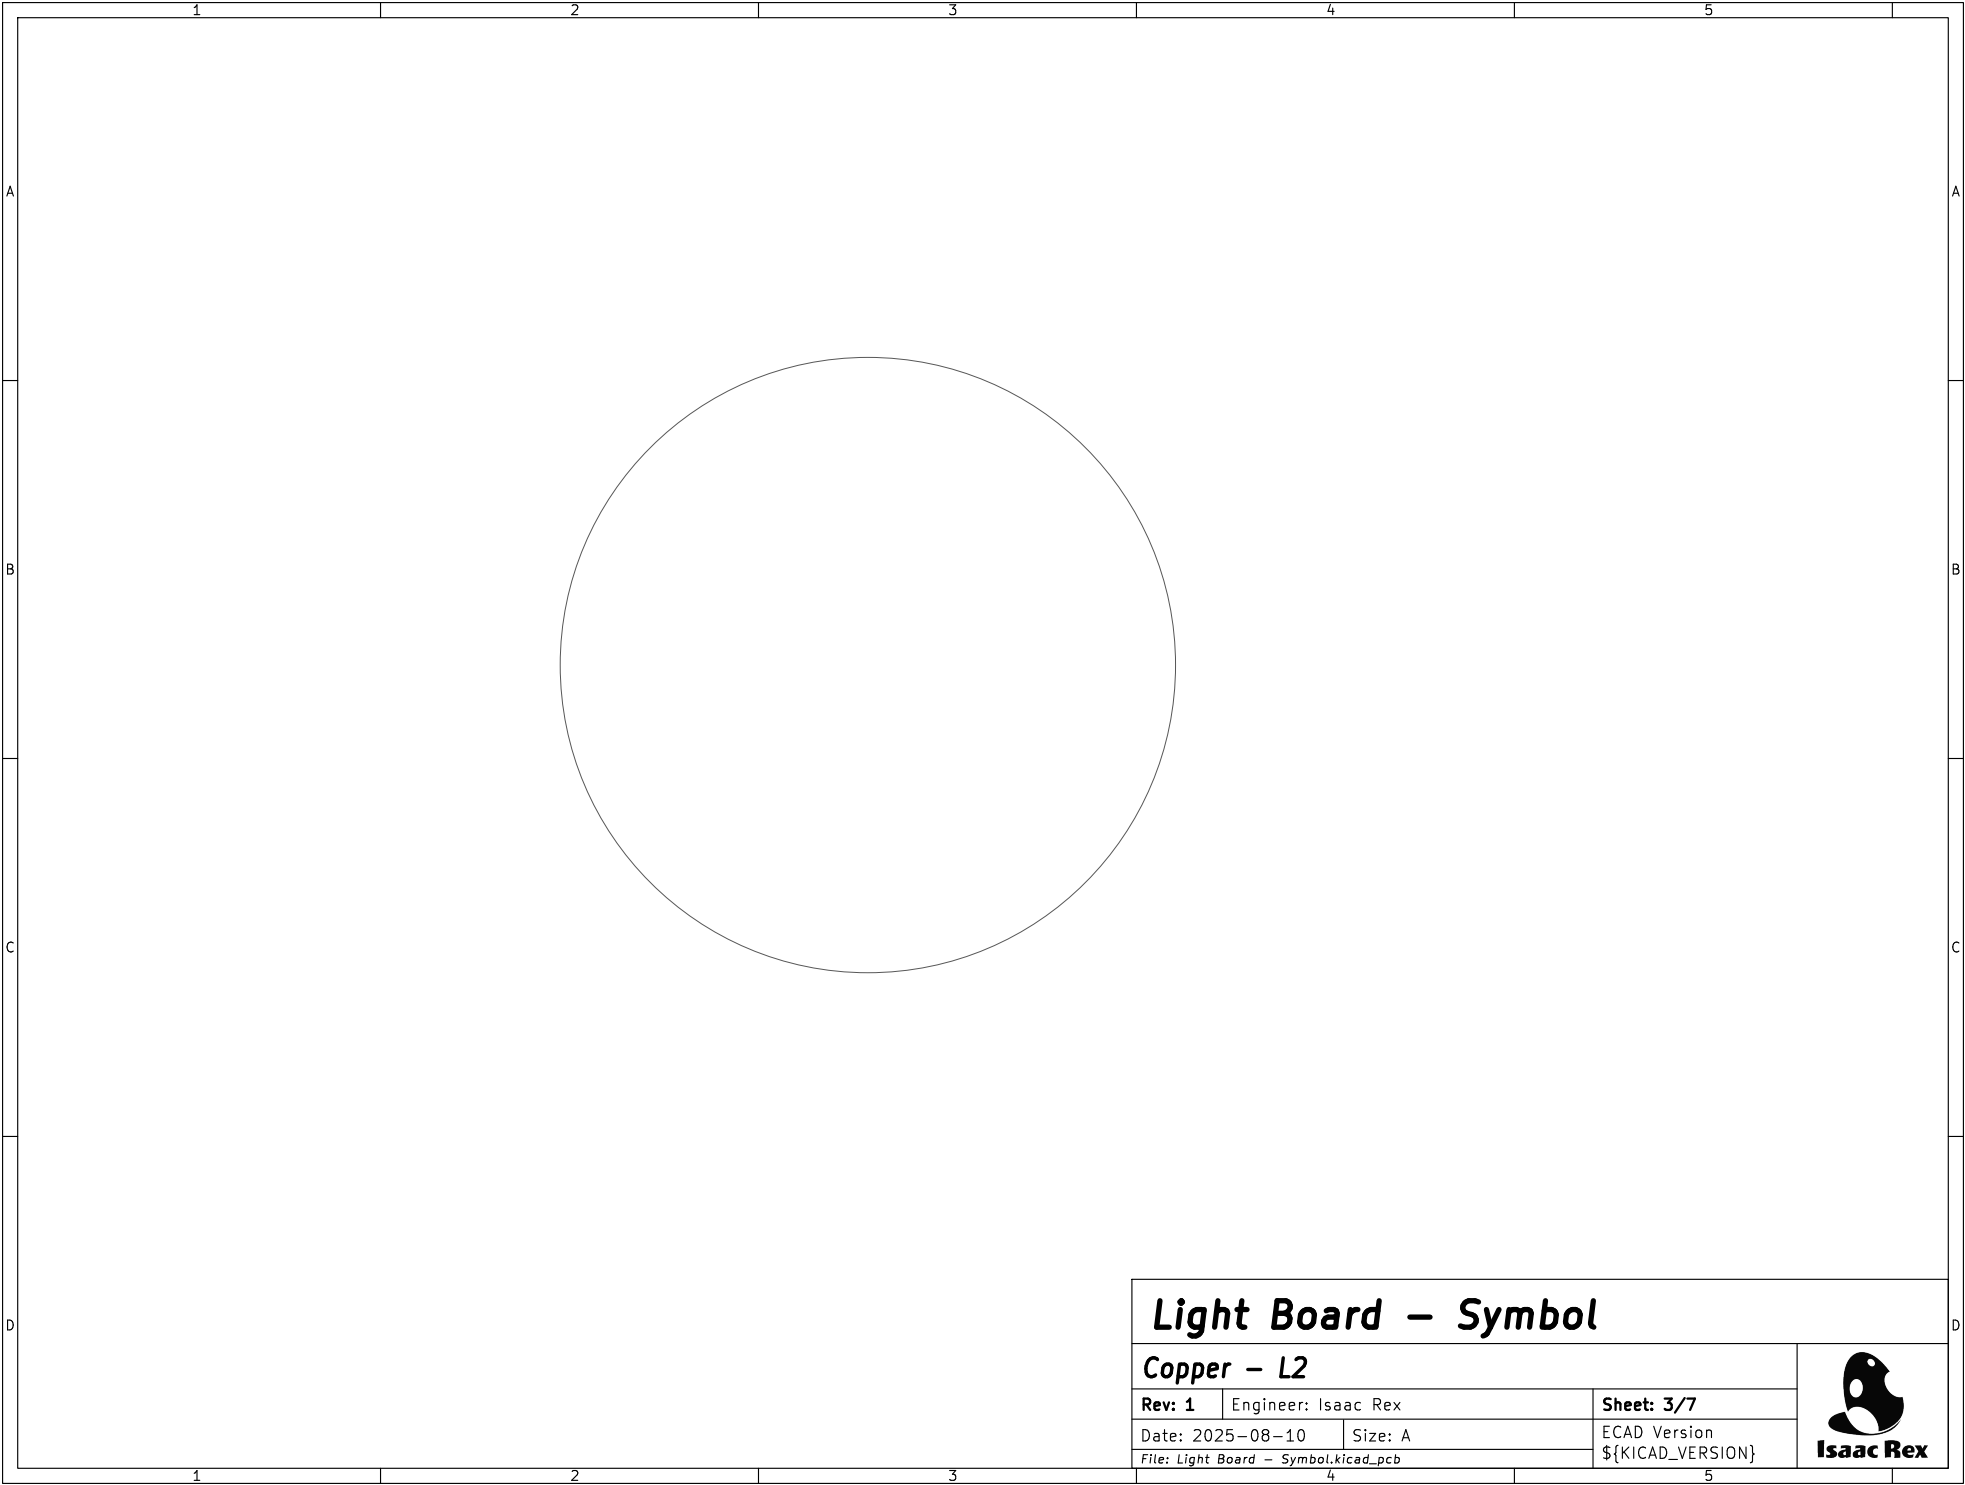 1 2 3 4 5
A A
B B
C C
D D
Light Board - Symbol
Copper - L2
Rev: 1 Engineer: Isaac Rex Sheet: 3/7
Date: 2025-08-10 Size: A ECAD Version
${KICAD_VERSION}
File: Light Board - Symbol.kicad_pcb
Isaac Rex
1 2 3 4 5